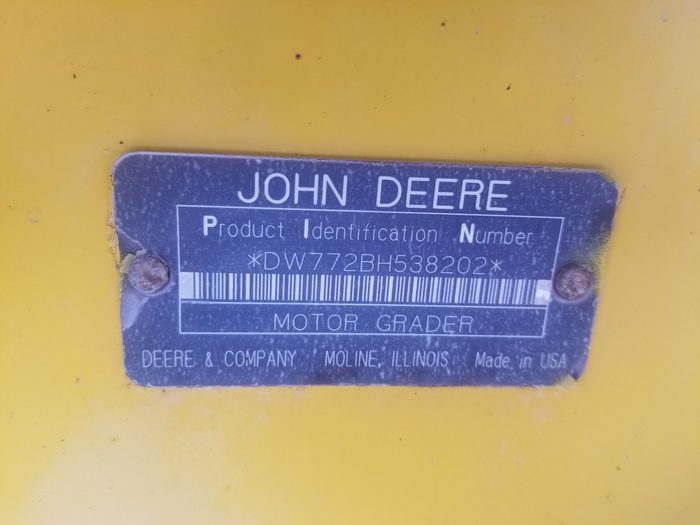 JOHN DEERE
Product Identification Number
*DW772BH538202*
MOTOR GRADER
DEERE & COMPANY MOLINE, ILLINOIS Made in USA